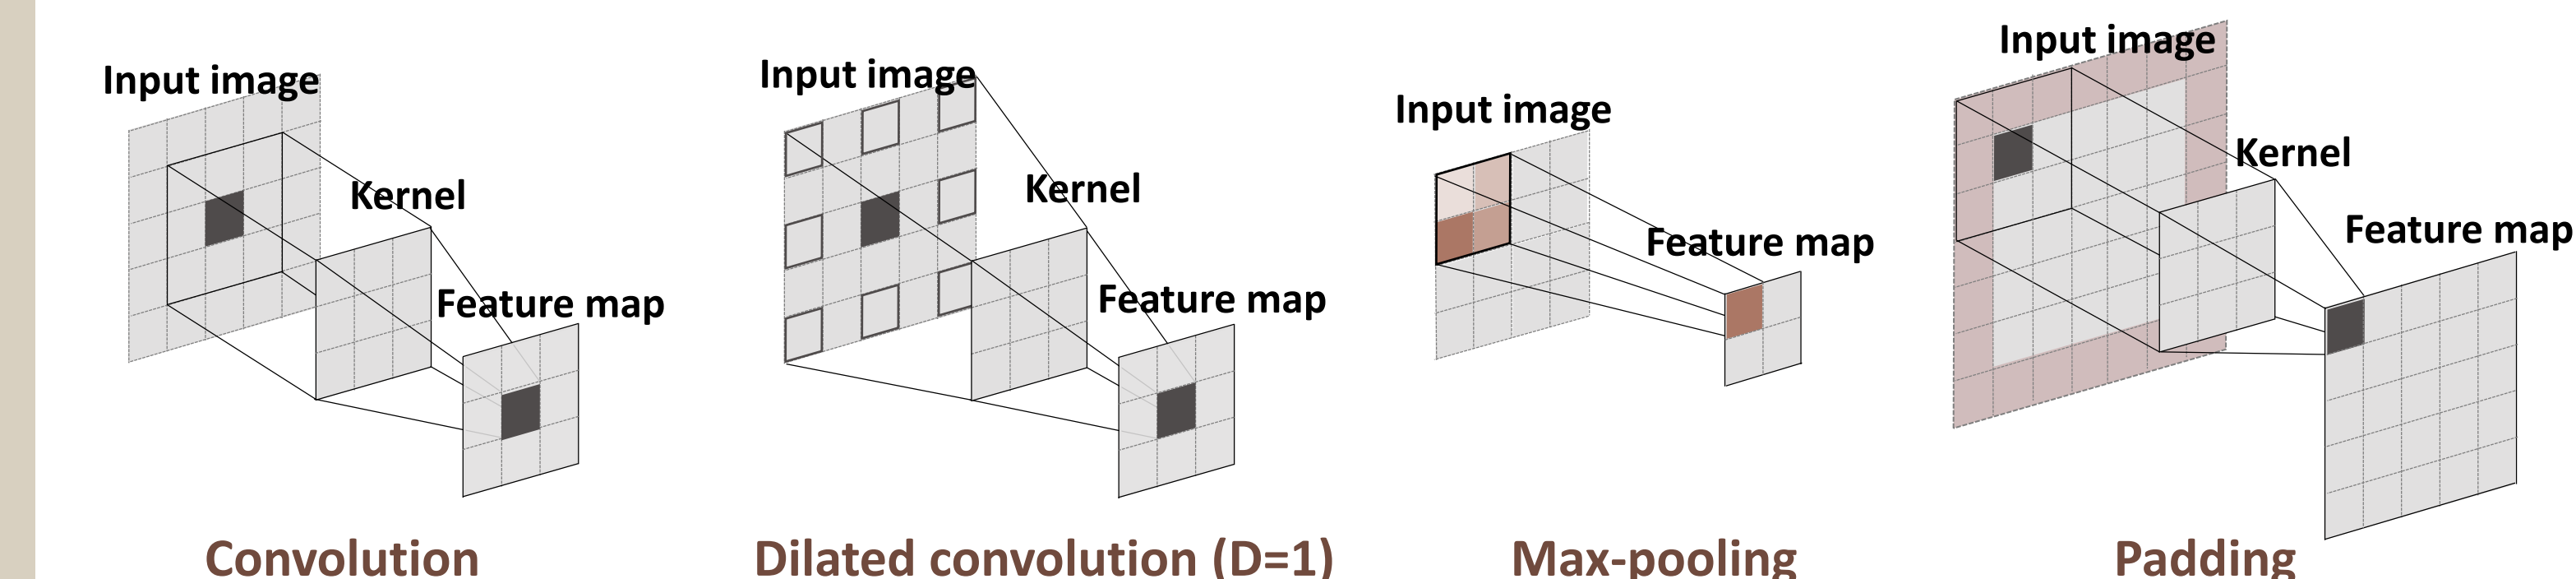 Input image
Kernel
Feature map
Convolution
Input image
Kernel
Feature map
Dilated convolution (D=1)
Input image
Feature map
Max-pooling
Input image
Kernel
Feature map
Padding